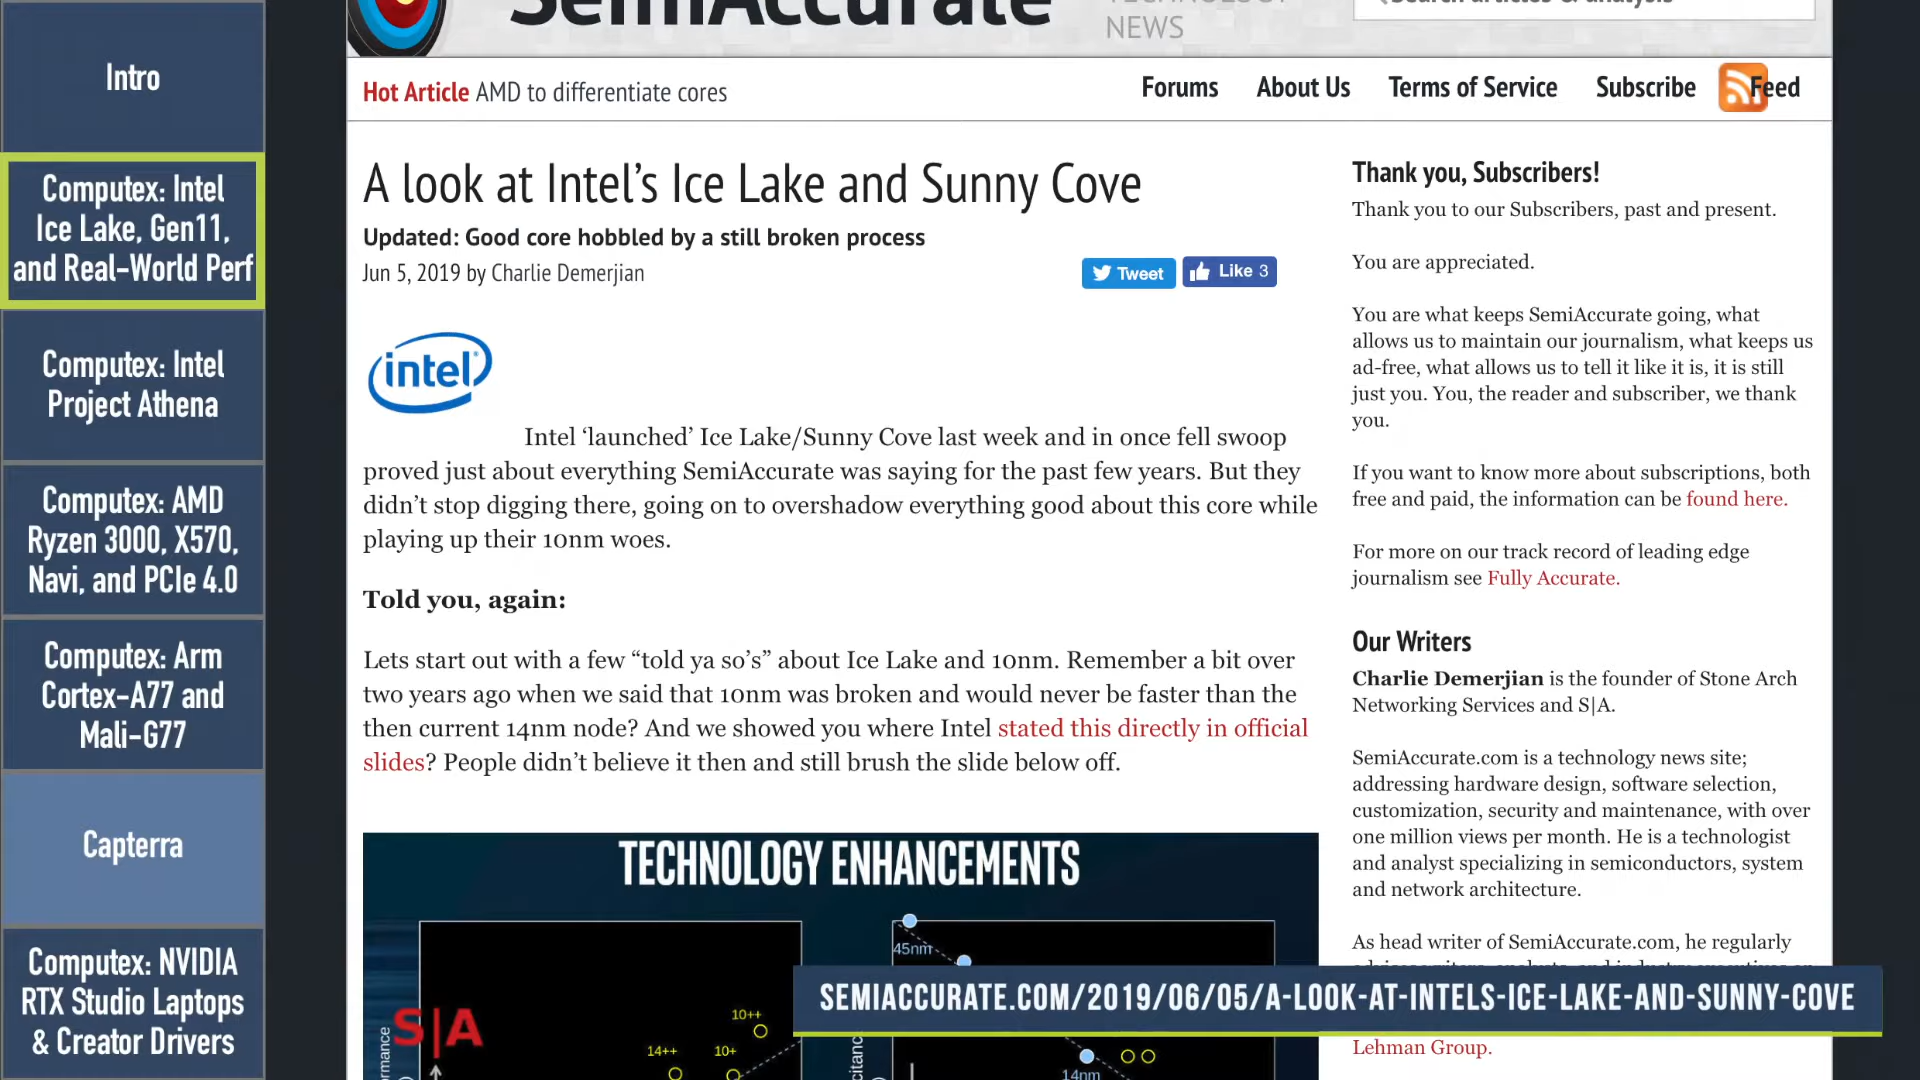 Intro
Computex: Intel
Ice Lake, Gen11,
and Real-World Perf
Computex: Intel
Project Athena
Computex: AMD
Ryzen 3000, X570,
Navi, and PCIe 4.0
Computex: Arm
Cortex-A77 and
Mali-G77
Capterra
Computex: NVIDIA
RTX Studio Laptops
& Creator Drivers
SemiAccurate
TECHNOLOGY
NEWS
Search articles & analysis
Hot Article AMD to differentiate cores
Forums About Us Terms of Service Subscribe Feed
A look at Intel’s Ice Lake and Sunny Cove
Updated: Good core hobbled by a still broken process
Jun 5, 2019 by Charlie Demerjian
Tweet
Like 3
intel
Intel ‘launched’ Ice Lake/Sunny Cove last week and in once fell swoop
proved just about everything SemiAccurate was saying for the past few years. But they
didn’t stop digging there, going on to overshadow everything good about this core while
playing up their 10nm woes.
Told you, again:
Lets start out with a few “told ya so’s” about Ice Lake and 10nm. Remember a bit over
two years ago when we said that 10nm was broken and would never be faster than the
then current 14nm node? And we showed you where Intel stated this directly in official
slides? People didn’t believe it then and still brush the slide below off.
TECHNOLOGY ENHANCEMENTS
S|A
10++
14++
10+
45nm
14nm
Thank you, Subscribers!
Thank you to our Subscribers, past and present.
You are appreciated.
You are what keeps SemiAccurate going, what
allows us to maintain our journalism, what keeps us
ad-free, what allows us to tell it like it is, it is still
just you. You, the reader and subscriber, we thank
you.
If you want to know more about subscriptions, both
free and paid, the information can be found here.
For more on our track record of leading edge
journalism see Fully Accurate.
Our Writers
Charlie Demerjian is the founder of Stone Arch
Networking Services and S|A.
SemiAccurate.com is a technology news site;
addressing hardware design, software selection,
customization, security and maintenance, with over
one million views per month. He is a technologist
and analyst specializing in semiconductors, system
and network architecture.
As head writer of SemiAccurate.com, he regularly
Lehman Group.
SEMIACCURATE.COM/2019/06/05/A-LOOK-AT-INTELS-ICE-LAKE-AND-SUNNY-COVE